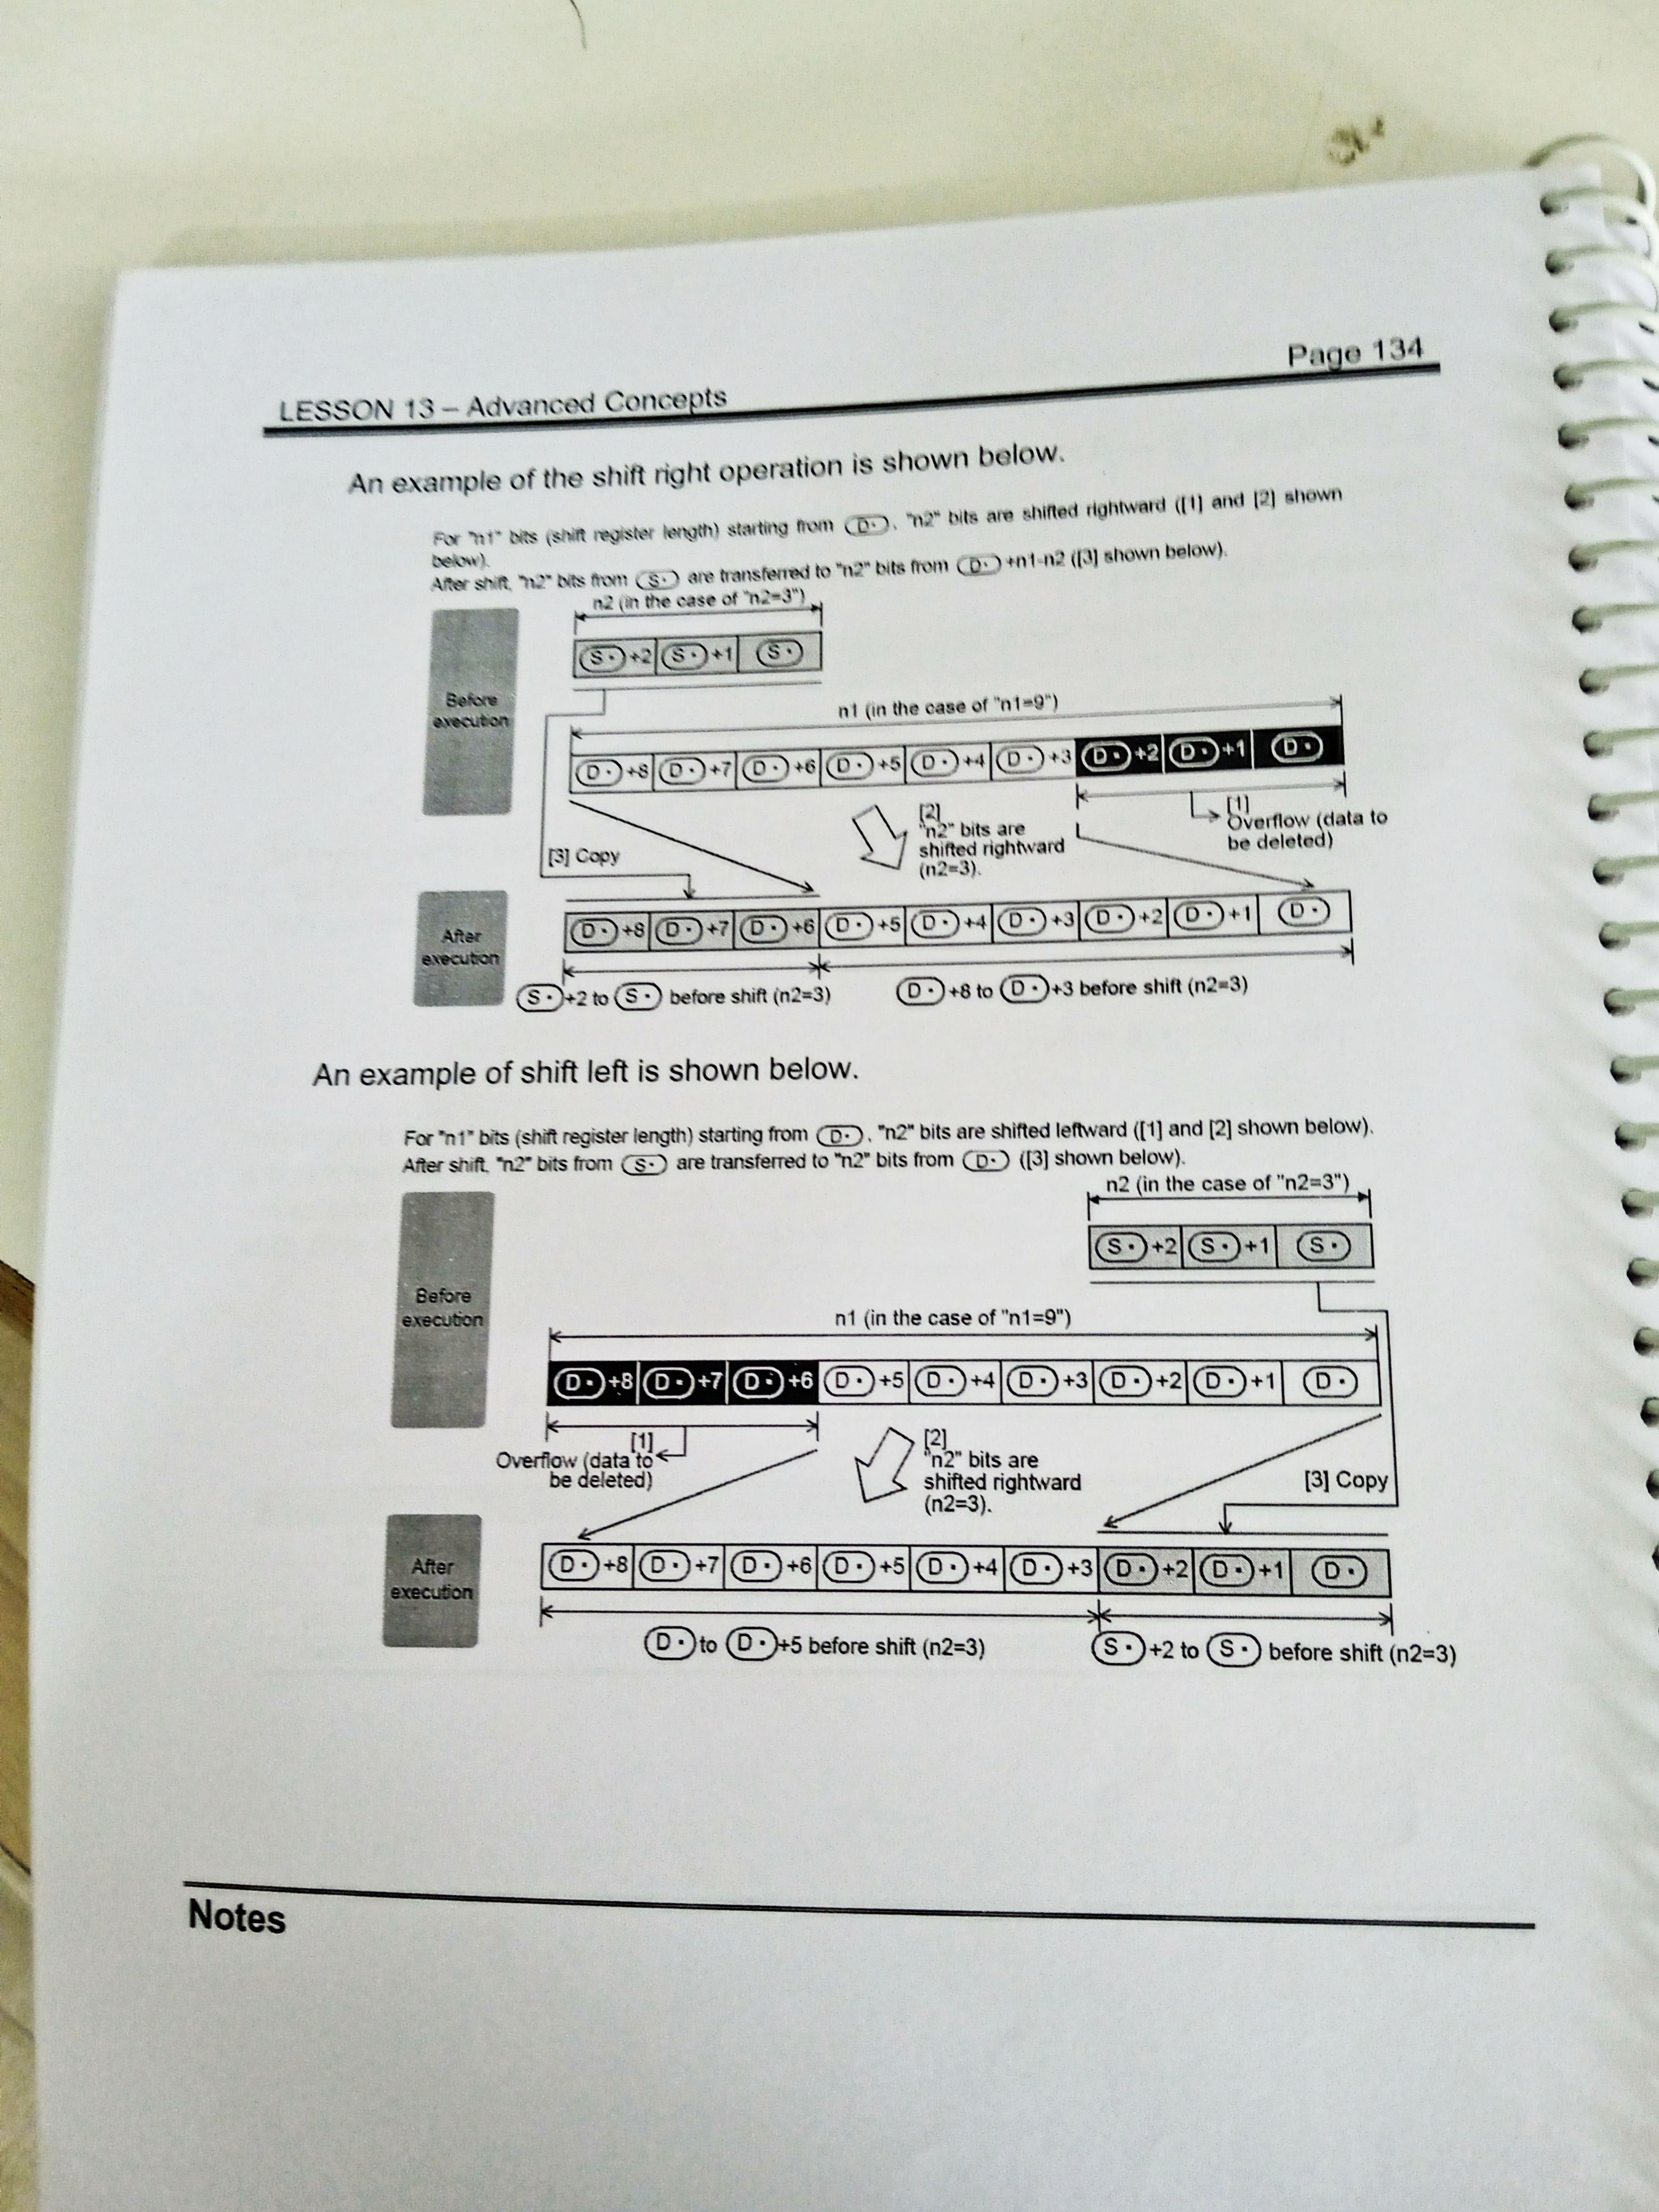 Page 134
LESSON 13 – Advanced Concepts
An example of the shift right operation is shown below.
For "n1" bits (shift register length) starting from (D·), "n2" bits are shifted rightward ([1] and [2] shown
below).
After shift, "n2" bits from (S·) are transferred to "n2" bits from (D·)+n1-n2 ([3] shown below).
n2 (in the case of "n2=3")
(S·)+2 (S·)+1 (S·)
Before
execution
n1 (in the case of "n1=9")
(D·)+8 (D·)+7 (D·)+6 (D·)+5 (D·)+4 (D·)+3 (D·)+2 (D·)+1 (D·)
[1]
Overflow (data to
be deleted)
[2]
"n2" bits are
shifted rightward
(n2=3).
[3] Copy
After
execution
(D·)+8 (D·)+7 (D·)+6 (D·)+5 (D·)+4 (D·)+3 (D·)+2 (D·)+1 (D·)
(S·)+2 to (S·) before shift (n2=3) (D·)+8 to (D·)+3 before shift (n2=3)
An example of shift left is shown below.
For "n1" bits (shift register length) starting from (D·), "n2" bits are shifted leftward ([1] and [2] shown below).
After shift, "n2" bits from (S·) are transferred to "n2" bits from (D·) ([3] shown below).
n2 (in the case of "n2=3")
(S·)+2 (S·)+1 (S·)
Before
execution
n1 (in the case of "n1=9")
(D·)+8 (D·)+7 (D·)+6 (D·)+5 (D·)+4 (D·)+3 (D·)+2 (D·)+1 (D·)
[1]
Overflow (data to
be deleted)
[2]
"n2" bits are
shifted rightward
(n2=3).
[3] Copy
After
execution
(D·)+8 (D·)+7 (D·)+6 (D·)+5 (D·)+4 (D·)+3 (D·)+2 (D·)+1 (D·)
(D·) to (D·)+5 before shift (n2=3) (S·)+2 to (S·) before shift (n2=3)
Notes